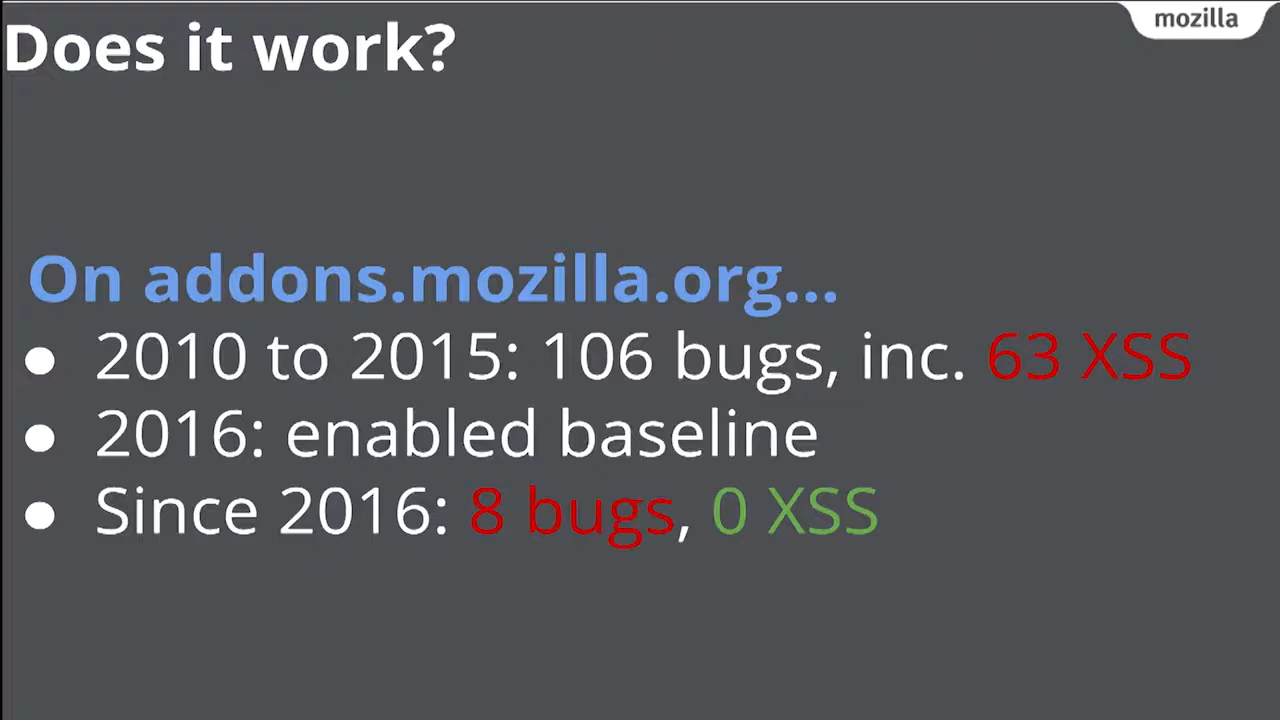 Does it work?
mozilla
On addons.mozilla.org...
● 2010 to 2015: 106 bugs, inc. 63 XSS
● 2016: enabled baseline
● Since 2016: 8 bugs, 0 XSS